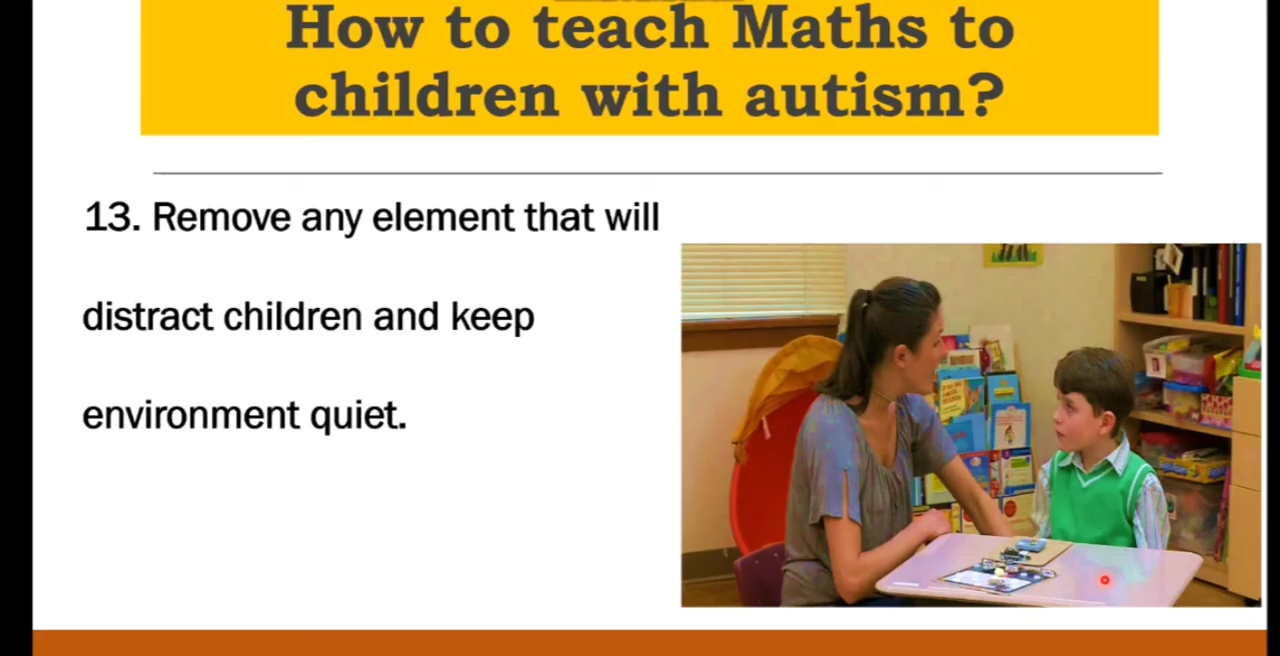 How to teach Maths to
children with autism?
13. Remove any element that will
distract children and keep
environment quiet.